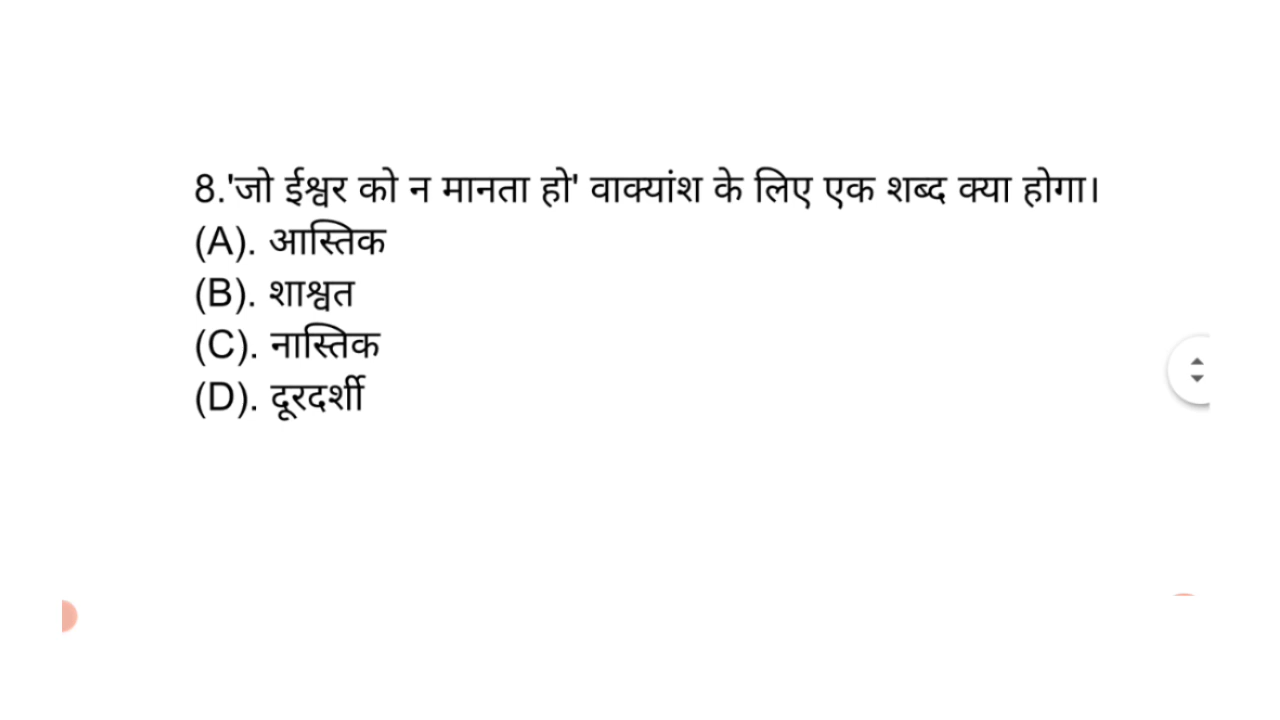 8.'जो ईश्वर को न मानता हो' वाक्यांश के लिए एक शब्द क्या होगा।
(A). आस्तिक
(B). शाश्वत
(C). नास्तिक
(D). दूरदर्शी